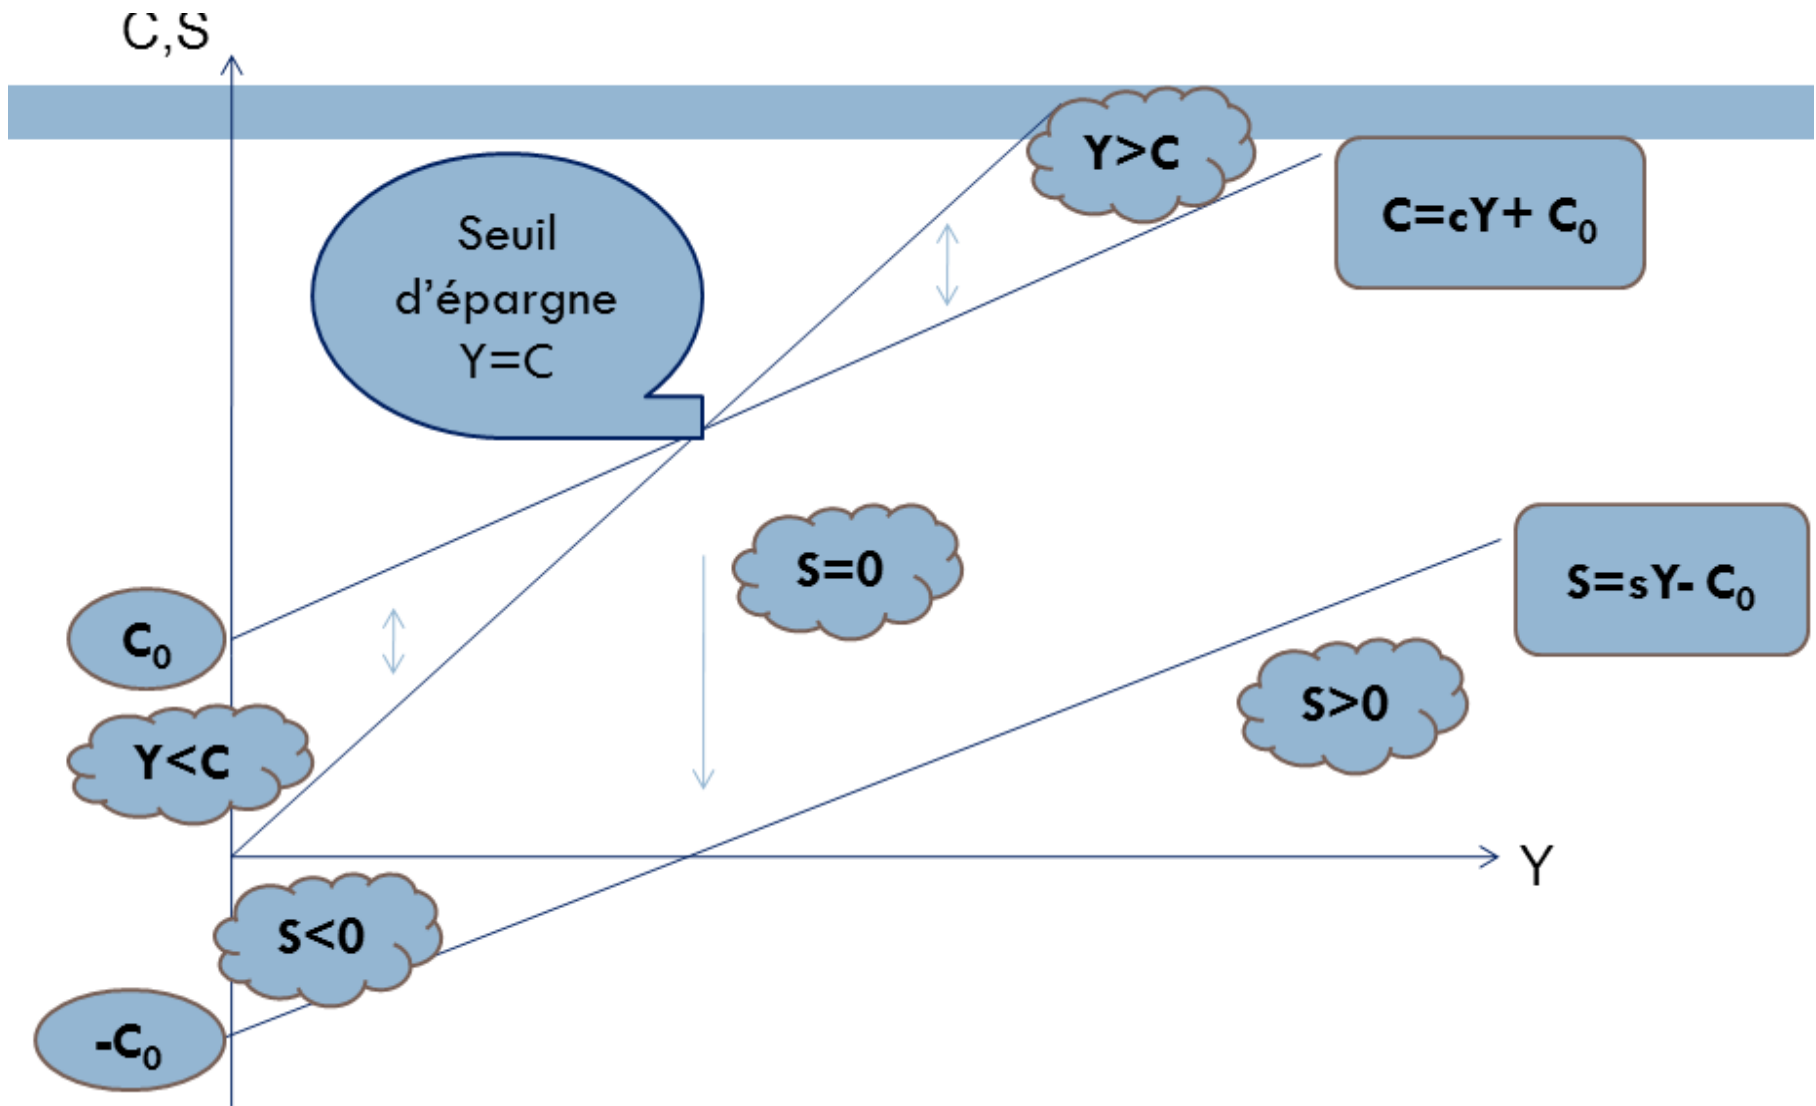 C,S
Y>C
C=cY+ C₀
Seuil
d'épargne
Y=C
S=0
S=sY- C₀
C₀
S>0
Y<C
Y
S<0
-C₀